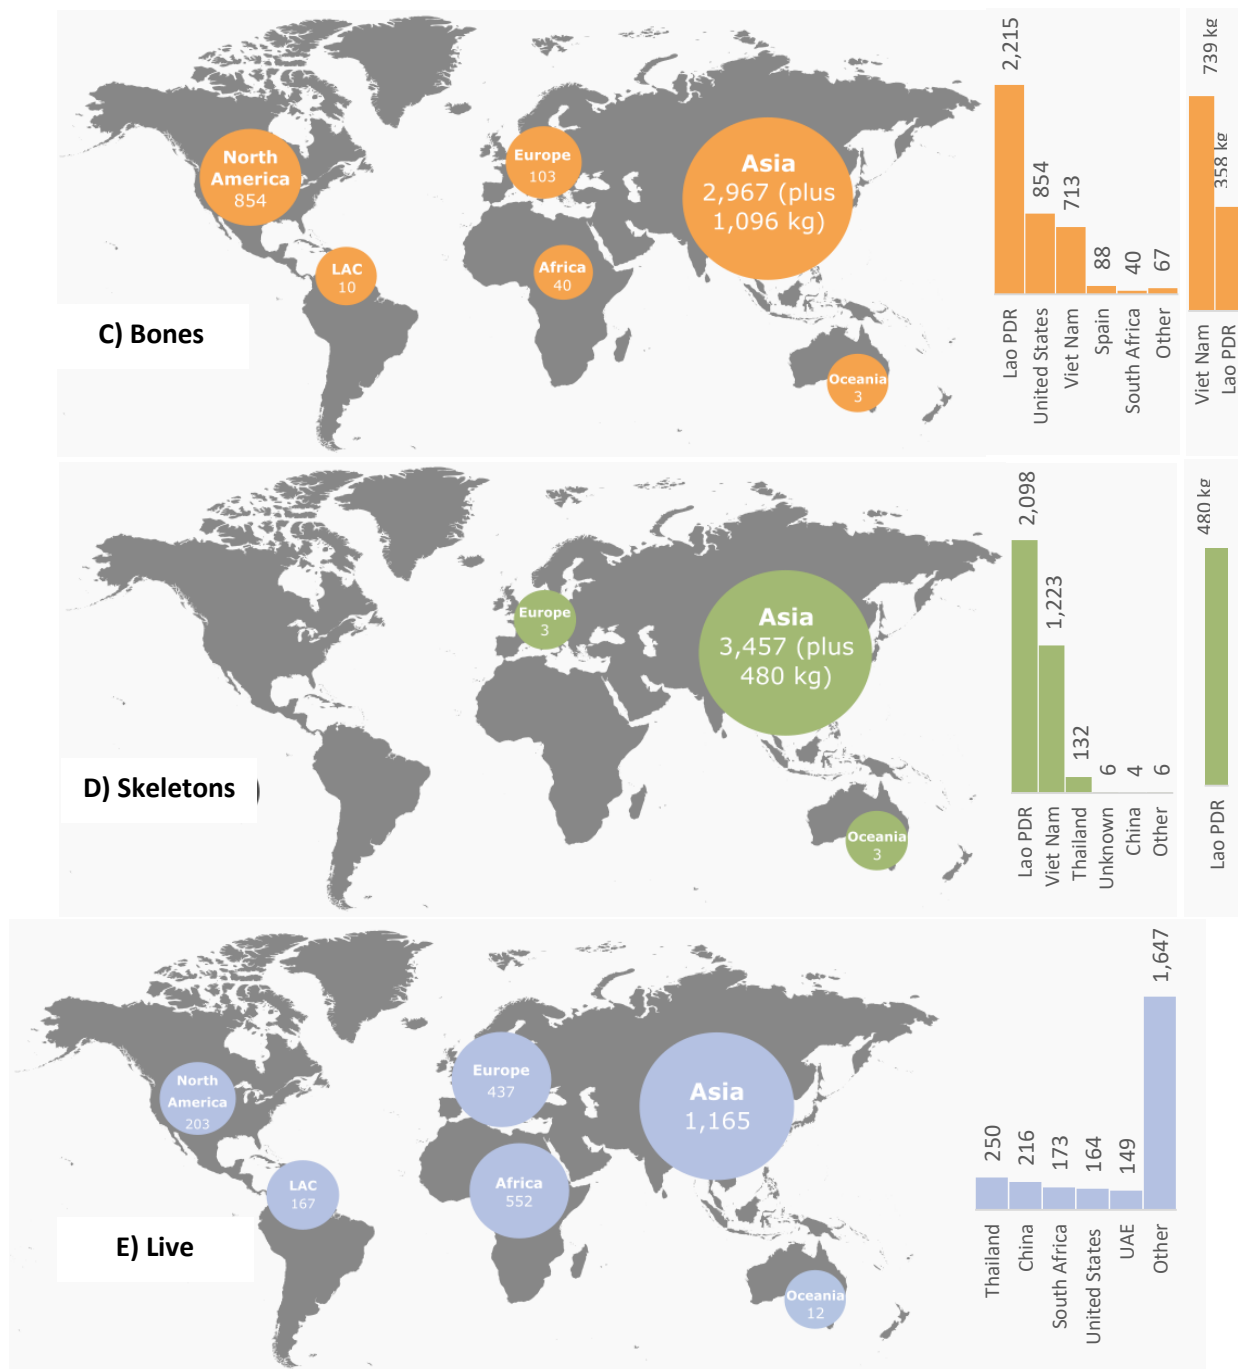 North
America
854
LAC
10
Europe
103
Africa
40
Asia
2,967 (plus
1,096 kg)
Oceania
3
C) Bones
2,215
854
713
88
40
67
Lao PDR
United States
Viet Nam
Spain
South Africa
Other
739 kg
358 kg
Viet Nam
Lao PDR
Europe
3
Asia
3,457 (plus
480 kg)
Oceania
3
D) Skeletons
2,098
1,223
132
6
4
6
Lao PDR
Viet Nam
Thailand
Unknown
China
Other
480 kg
Lao PDR
North
America
203
LAC
167
Europe
437
Africa
552
Asia
1,165
Oceania
12
E) Live
250
216
173
164
149
1,647
Thailand
China
South Africa
United States
UAE
Other